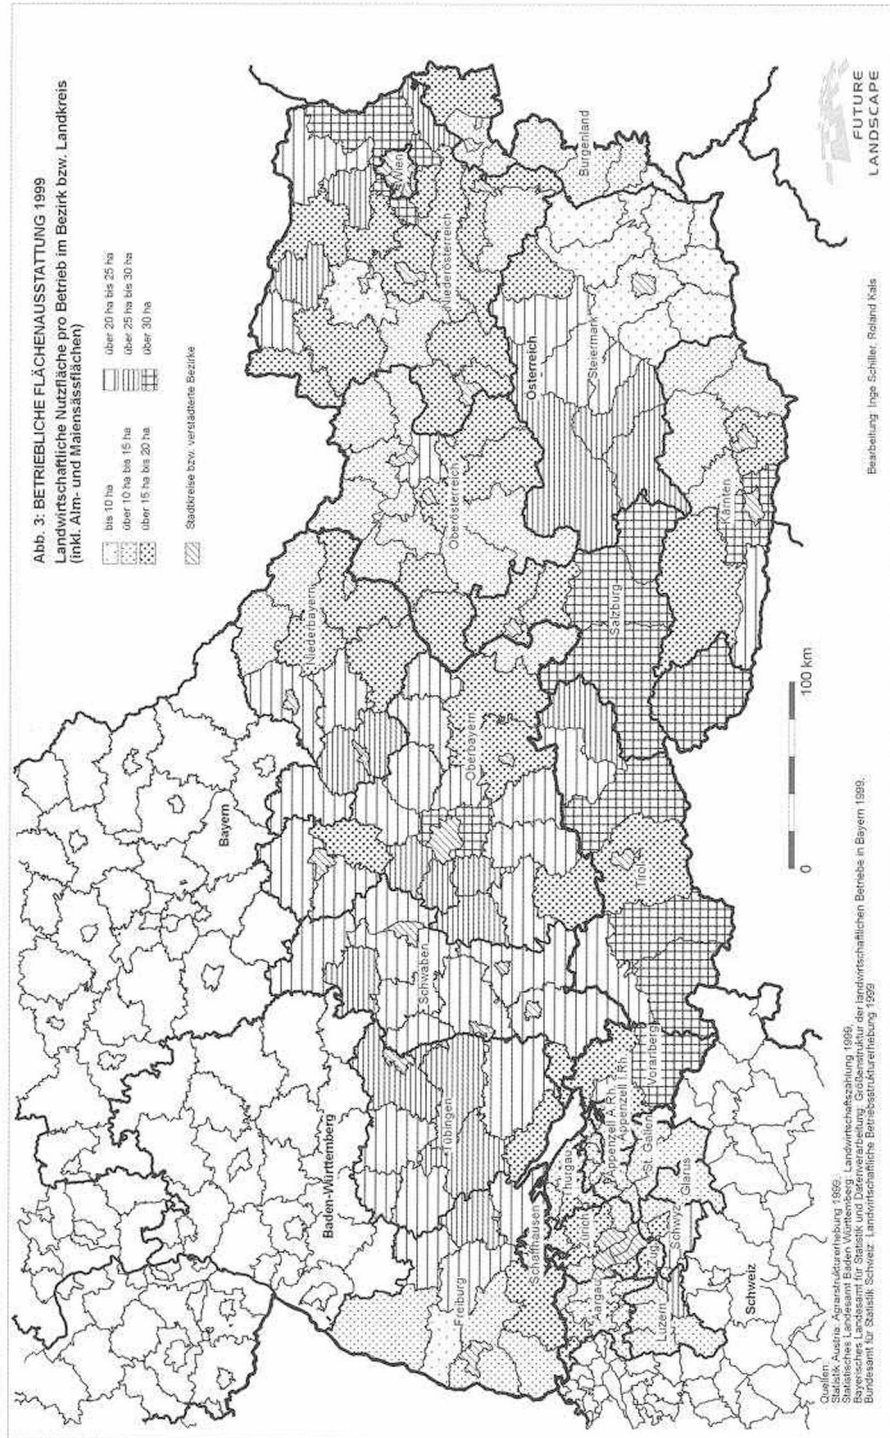 Abb. 3: BETRIEBLICHE FLÄCHENAUSSTATTUNG 1999
Landwirtschaftliche Nutzfläche pro Betrieb im Bezirk bzw. Landkreis
(inkl. Alm- und Maiensässflächen)
bis 10 ha
über 10 ha bis 15 ha
über 15 ha bis 20 ha
über 20 ha bis 25 ha
über 25 ha bis 30 ha
über 30 ha
Stadtkreise bzw. verstädterte Bezirke
Bayern
Niederbayern
Oberbayern
Schwaben
Baden-Württemberg
Tübingen
Freiburg
Österreich
Wien
Niederösterreich
Burgenland
Oberösterreich
Steiermark
Salzburg
Kärnten
Tirol
Vorarlberg
Schaffhausen
Thurgau
Zürich
Aargau
Appenzell A.Rh.
Appenzell I.Rh.
St. Gallen
Glarus
Schwyz
Zug
Luzern
Schweiz
0 100 km
FUTURE
LANDSCAPE
Quellen:
Statistik Austria: Agrarstrukturerhebung 1999,
Statistisches Landesamt Baden Württemberg: Landwirtschaftszählung 1999,
Bayerisches Landesamt für Statistik und Datenverarbeitung: Größenstruktur der landwirtschaftlichen Betriebe in Bayern 1999,
Bundesamt für Statistik Schweiz: Landwirtschaftliche Betriebsstrukturerhebung 1999
Bearbeitung: Inge Schiller, Roland Kals